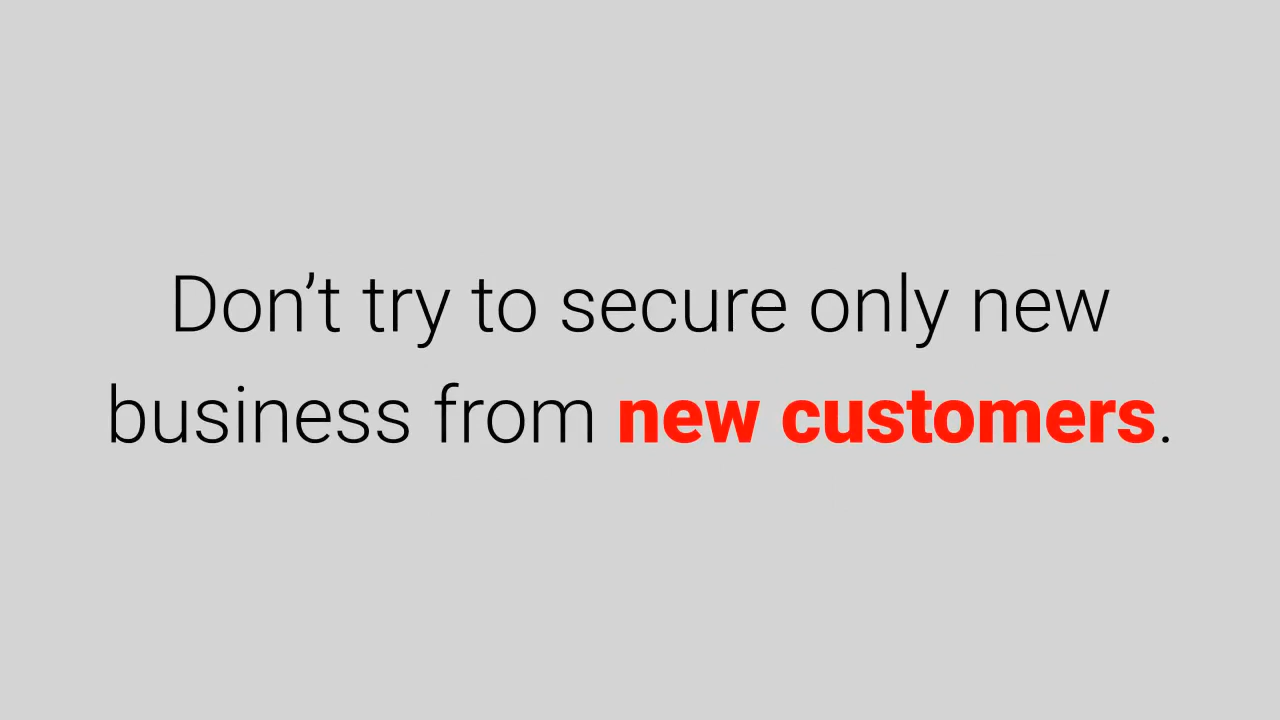 Don’t try to secure only new
business from new customers.